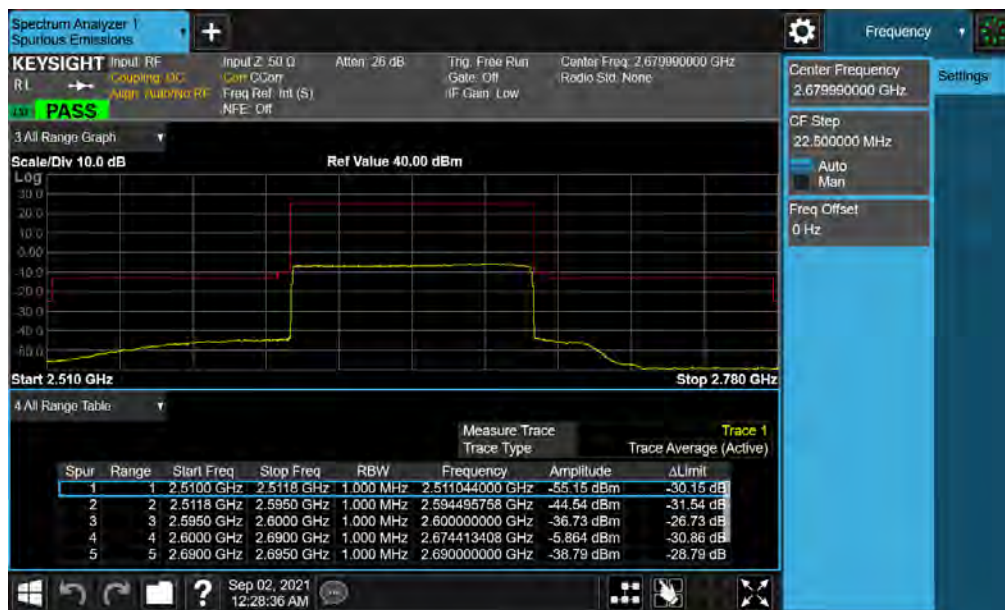 Spectrum Analyzer 1
Spurious Emissions
+
Frequency
KEYSIGHT Input: RF Input Z: 50 Ω Atten: 26 dB Trig: Free Run Center Freq: 2.679990000 GHz
RL Coupling: DC Corr CCorr Gate: Off Radio Std: None
Align: Auto/No RF Freq Ref: Int (S) IF Gain: Low
PASS NFE: Off
Center Frequency
2.679990000 GHz
Settings
CF Step
22.500000 MHz
Auto
Man
Freq Offset
0 Hz
3 All Range Graph
Scale/Div 10.0 dB Ref Value 40.00 dBm
Log
30.0
20.0
10.0
0.00
-10.0
-20.0
-30.0
-40.0
-50.0
Start 2.510 GHz Stop 2.780 GHz
4 All Range Table
Measure Trace Trace 1
Trace Type Trace Average (Active)
Spur Range Start Freq Stop Freq RBW Frequency Amplitude ΔLimit
1 1 2.5100 GHz 2.5118 GHz 1.000 MHz 2.511044000 GHz -55.15 dBm -30.15 dB
2 2 2.5118 GHz 2.5950 GHz 1.000 MHz 2.594495758 GHz -44.54 dBm -31.54 dB
3 3 2.5950 GHz 2.6000 GHz 1.000 MHz 2.600000000 GHz -36.73 dBm -26.73 dB
4 4 2.6000 GHz 2.6900 GHz 1.000 MHz 2.674413408 GHz -5.864 dBm -30.86 dB
5 5 2.6900 GHz 2.6950 GHz 1.000 MHz 2.690000000 GHz -38.79 dBm -28.79 dB
?
Sep 02, 2021
12:28:36 AM